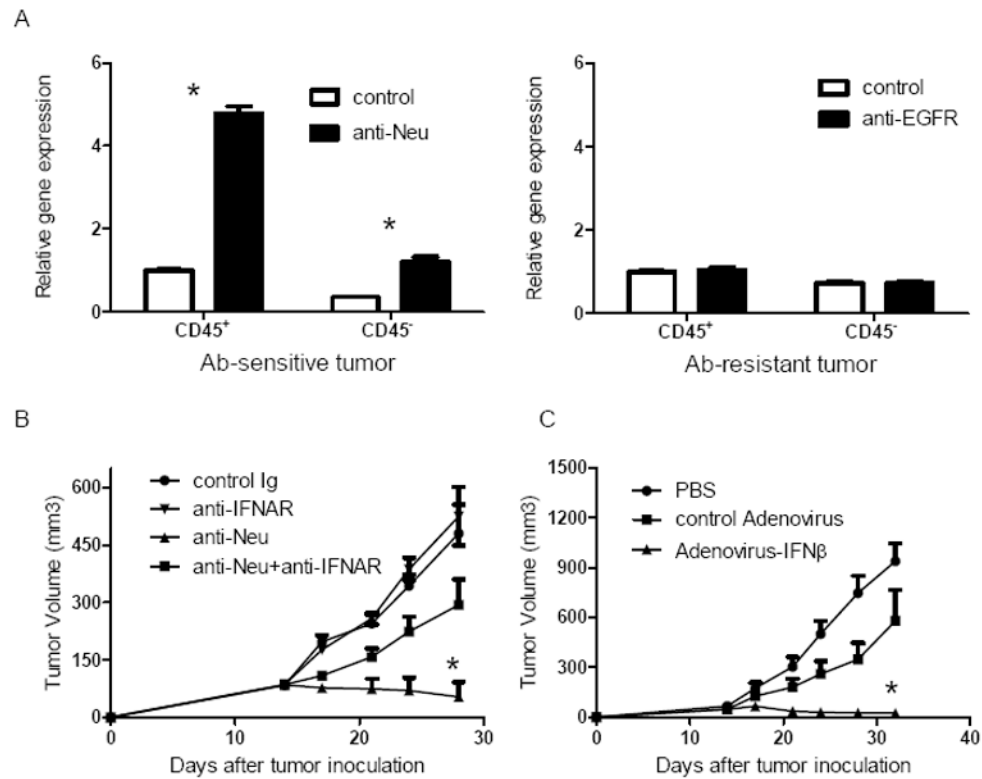 A
Relative gene expression
6
4
2
0
*
*
control
anti-Neu
CD45⁺
CD45⁻
Ab-sensitive tumor
Relative gene expression
6
4
2
0
control
anti-EGFR
CD45⁺
CD45⁻
Ab-resistant tumor
B
Tumor Volume (mm3)
600
450
300
150
0
control Ig
anti-IFNAR
anti-Neu
anti-Neu+anti-IFNAR
*
0
10
20
30
Days after tumor inoculation
C
Tumor Volume (mm3)
1500
1200
900
600
300
0
PBS
control Adenovirus
Adenovirus-IFNβ
*
0
10
20
30
40
Days after tumor inoculation